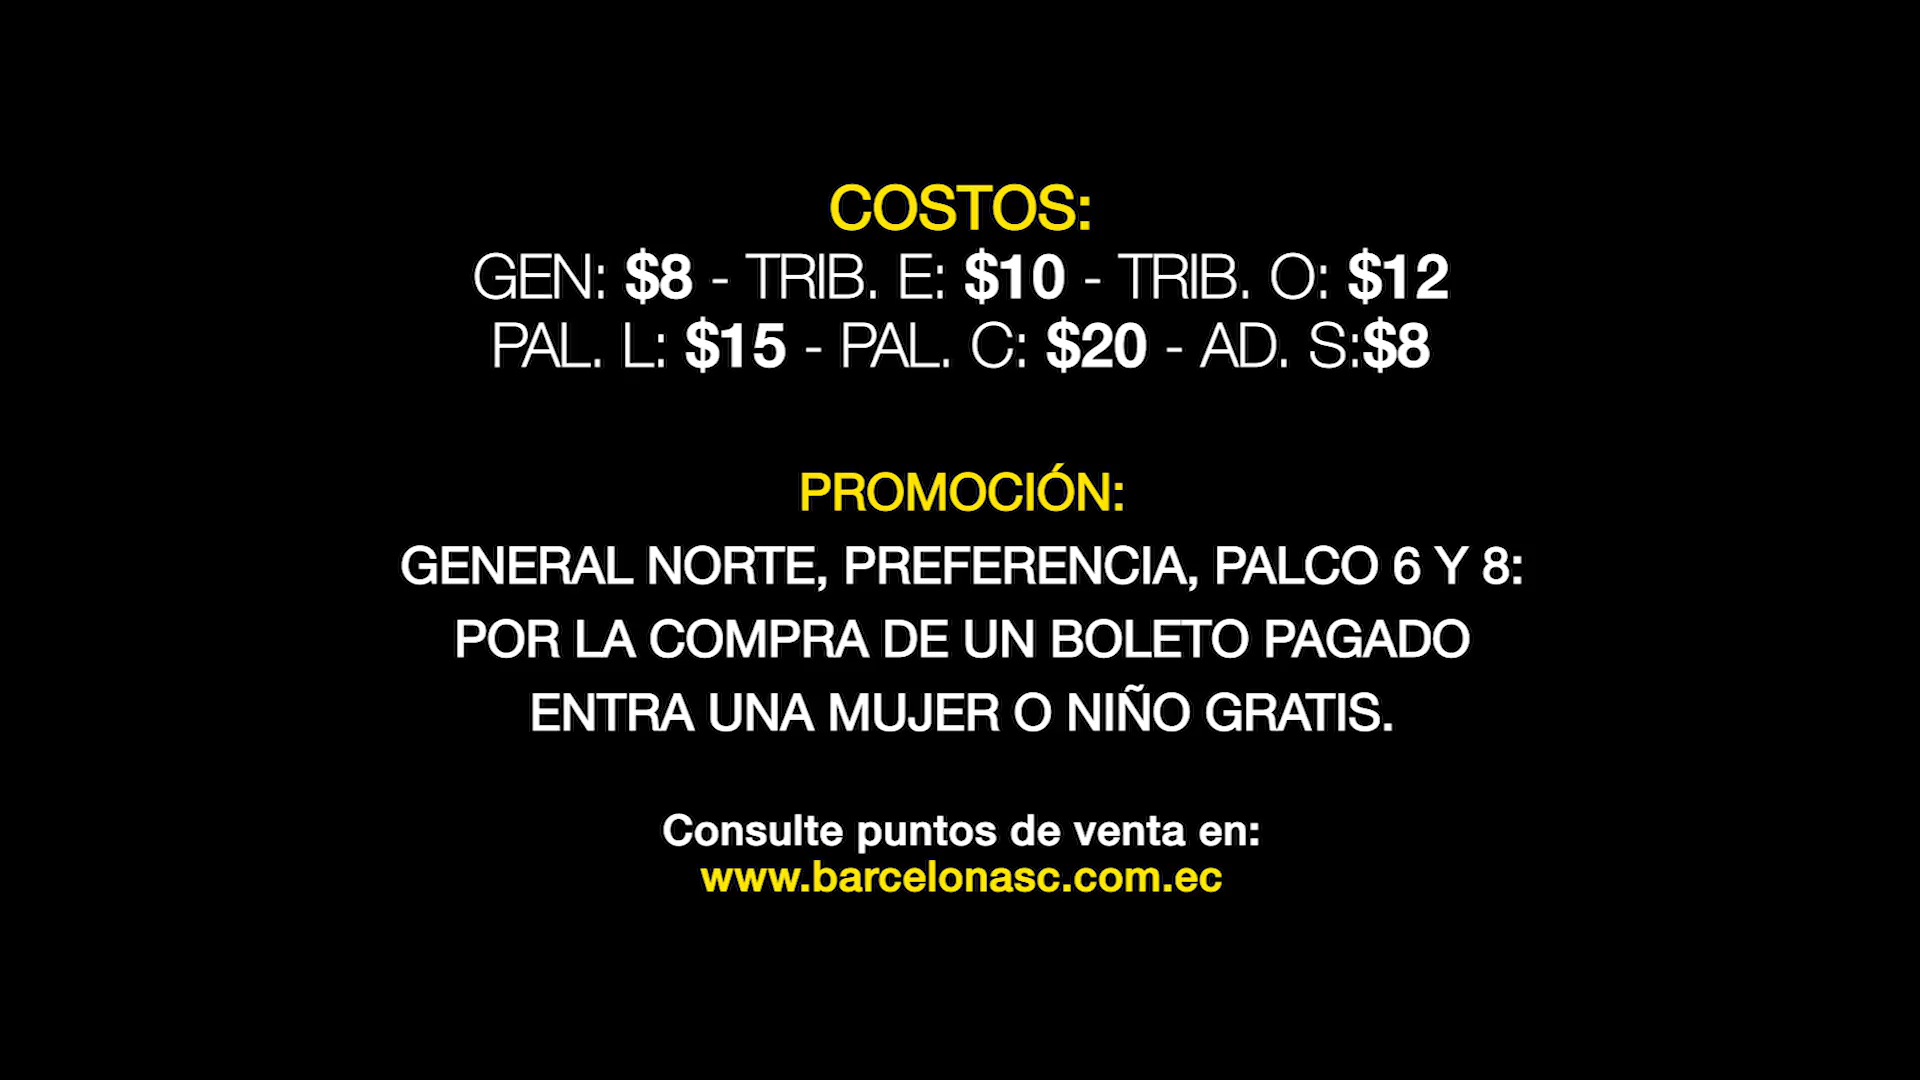 COSTOS:
GEN: $8 - TRIB. E: $10 - TRIB. O: $12
PAL. L: $15 - PAL. C: $20 - AD. S:$8
PROMOCIÓN:
GENERAL NORTE, PREFERENCIA, PALCO 6 Y 8:
POR LA COMPRA DE UN BOLETO PAGADO
ENTRA UNA MUJER O NIÑO GRATIS.
Consulte puntos de venta en:
www.barcelonasc.com.ec